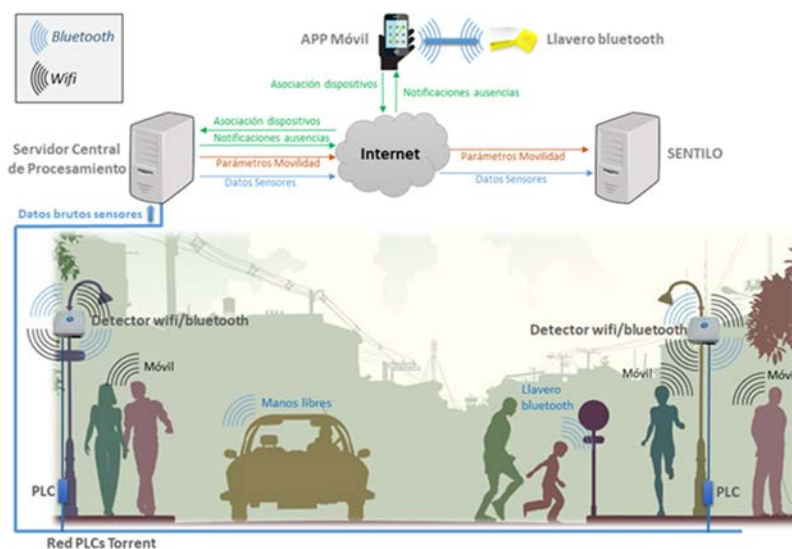 Bluetooth
Wifi
APP Móvil
Llavero bluetooth
Asociación dispositivos
Notificaciones ausencias
Asociación dispositivos
Notificaciones ausencias
Parámetros Movilidad
Datos Sensores
Servidor Central
de Procesamiento
Internet
Parámetros Movilidad
Datos Sensores
SENTILO
Datos brutos sensores
Detector wifi/bluetooth
Detector wifi/bluetooth
Móvil
Manos libres
Llavero
bluetooth
Móvil
Móvil
PLC
PLC
Red PLCs Torrent